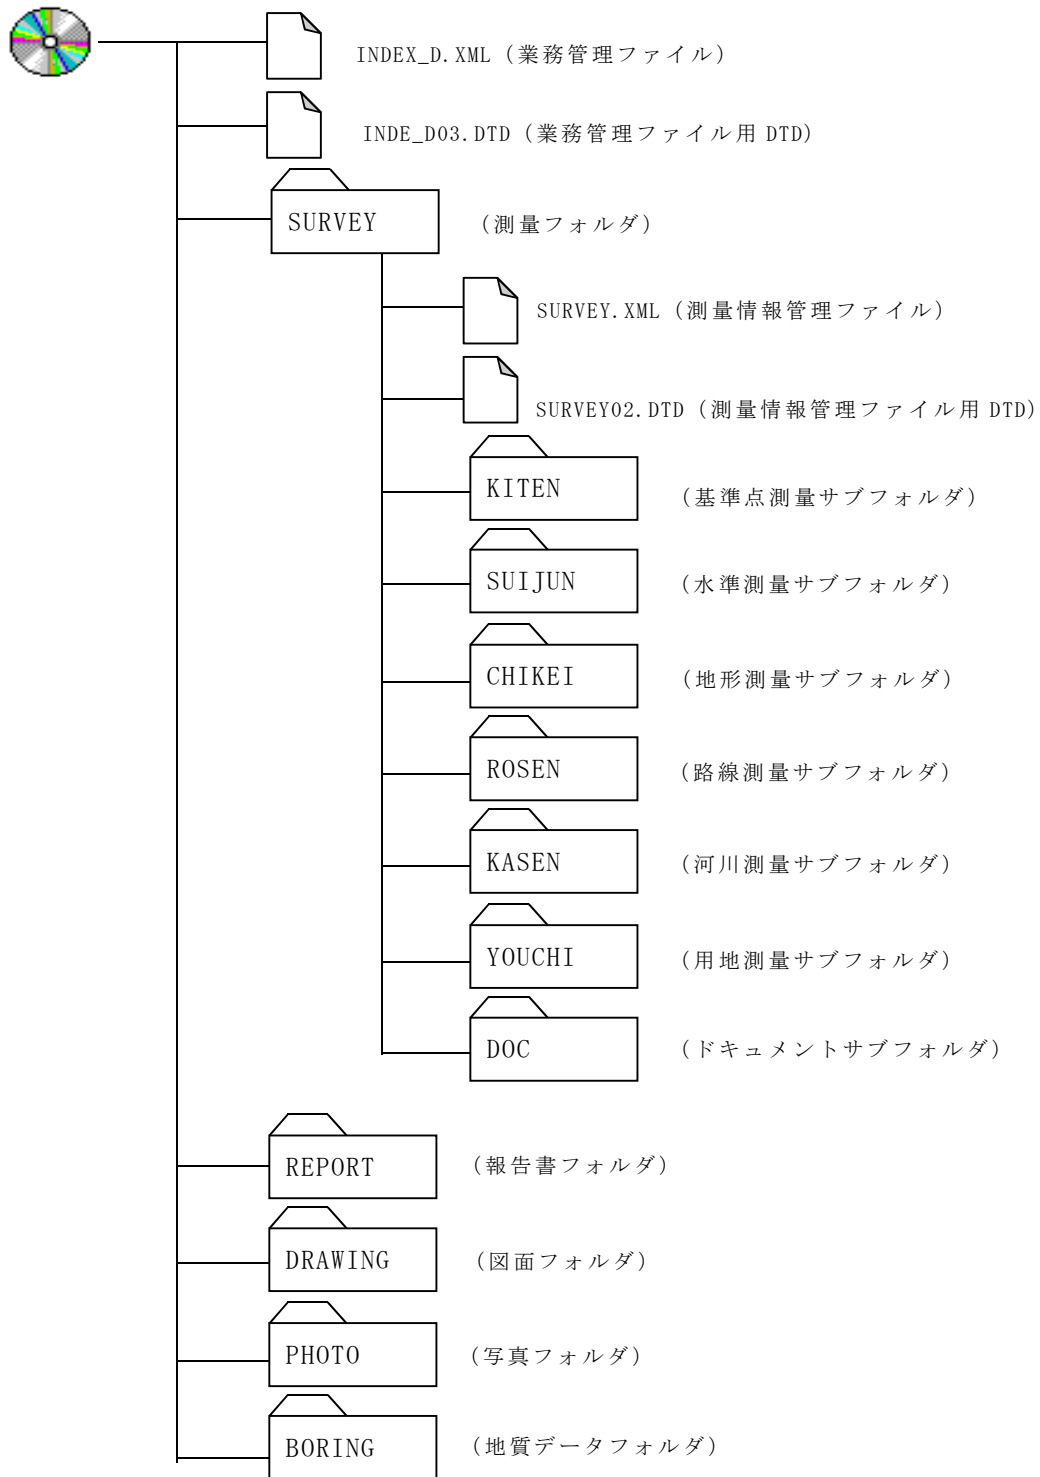 INDEX_D.XML（業務管理ファイル）
INDE_D03.DTD（業務管理ファイル用 DTD）
SURVEY （測量フォルダ）
SURVEY.XML（測量情報管理ファイル）
SURVEY02.DTD（測量情報管理ファイル用 DTD）
KITEN （基準点測量サブフォルダ）
SUIJUN （水準測量サブフォルダ）
CHIKEI （地形測量サブフォルダ）
ROSEN （路線測量サブフォルダ）
KASEN （河川測量サブフォルダ）
YOUCHI （用地測量サブフォルダ）
DOC （ドキュメントサブフォルダ）
REPORT （報告書フォルダ）
DRAWING （図面フォルダ）
PHOTO （写真フォルダ）
BORING （地質データフォルダ）